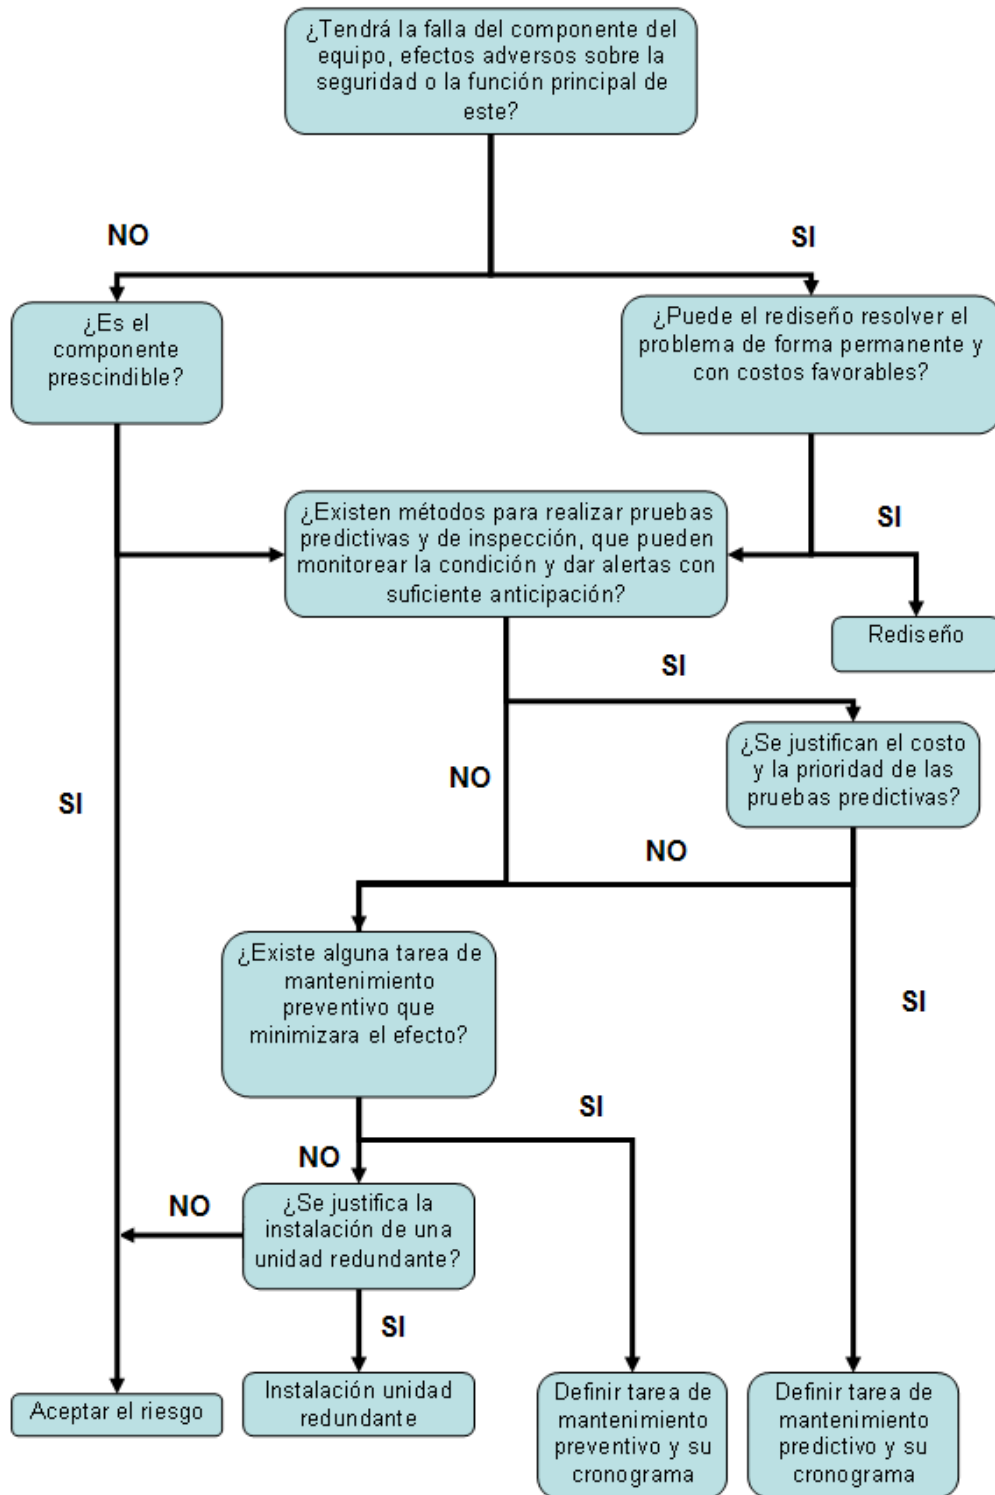 ¿Tendrá la falla del componente del
equipo, efectos adversos sobre la
seguridad o la función principal de
este?
NO
SI
¿Es el
componente
prescindible?
¿Puede el rediseño resolver el
problema de forma permanente y
con costos favorables?
¿Existen métodos para realizar pruebas
predictivas y de inspección, que pueden
monitorear la condición y dar alertas con
suficiente anticipación?
SI
Rediseño
SI
¿Se justifican el costo
y la prioridad de las
pruebas predictivas?
NO
SI
NO
¿Existe alguna tarea de
mantenimiento
preventivo que
minimizara el efecto?
SI
SI
NO
NO
¿Se justifica la
instalación de una
unidad redundante?
SI
Aceptar el riesgo
Instalación unidad
redundante
Definir tarea de
mantenimiento
preventivo y su
cronograma
Definir tarea de
mantenimiento
predictivo y su
cronograma